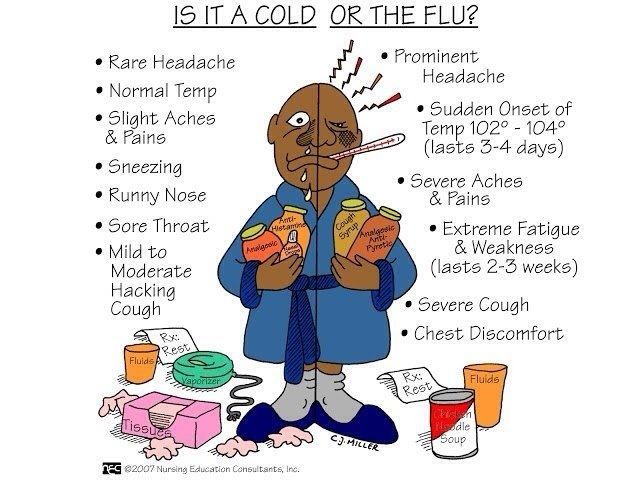 IS IT A COLD OR THE FLU?
• Rare Headache
• Normal Temp
• Slight Aches
& Pains
• Sneezing
• Runny Nose
• Sore Throat
• Mild to
Moderate
Hacking
Cough
• Prominent
Headache
• Sudden Onset of
Temp 102° - 104°
(lasts 3-4 days)
• Severe Aches
& Pains
• Extreme Fatigue
& Weakness
(lasts 2-3 weeks)
• Severe Cough
• Chest Discomfort
Analgesic
Anti-
Histamine
Cough
Syrup
Analgesic
Anti-
Pyretic
Rx:
Rest
Fluids
Vaporizer
Tissues
Rx:
Rest
Fluids
Chicken
Noodle
Soup
C.J. MILLER
NEC ©2007 Nursing Education Consultants, Inc.